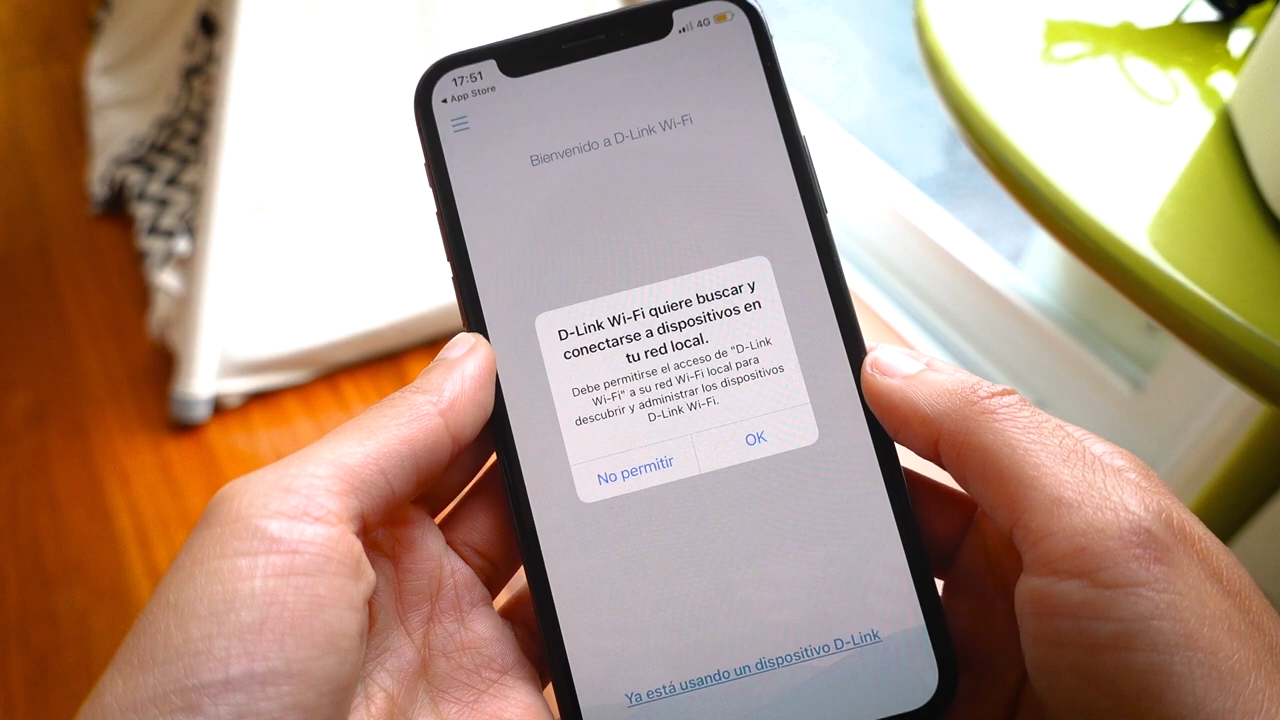 17:51
4G
◀ App Store
Bienvenido a D-Link Wi-Fi
D-Link Wi-Fi quiere buscar y
conectarse a dispositivos en
tu red local.
Debe permitirse el acceso de "D-Link
Wi-Fi" a su red Wi-Fi local para
descubrir y administrar los dispositivos
D-Link Wi-Fi.
No permitir
OK
Ya está usando un dispositivo D-Link